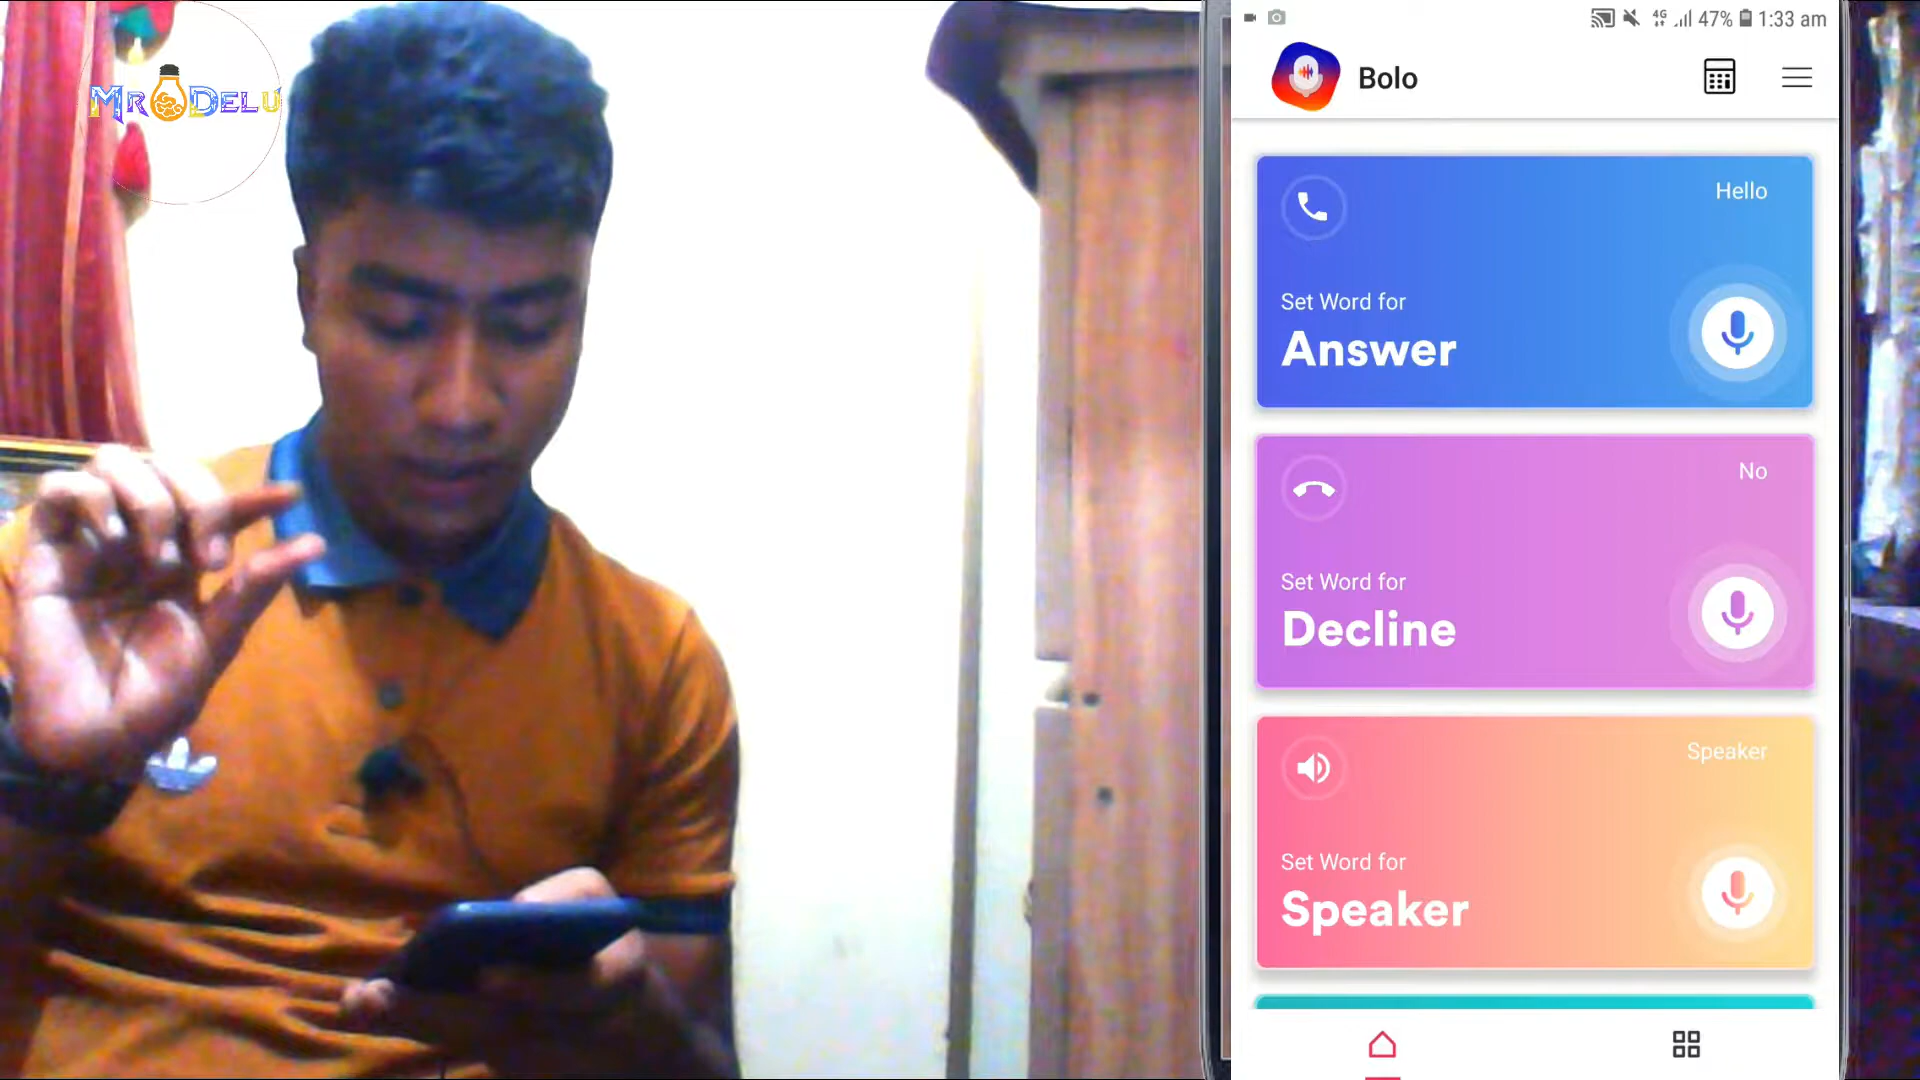 MR DELU
4G 47% 1:33 am
Bolo
Hello
Set Word for
Answer
No
Set Word for
Decline
Speaker
Set Word for
Speaker